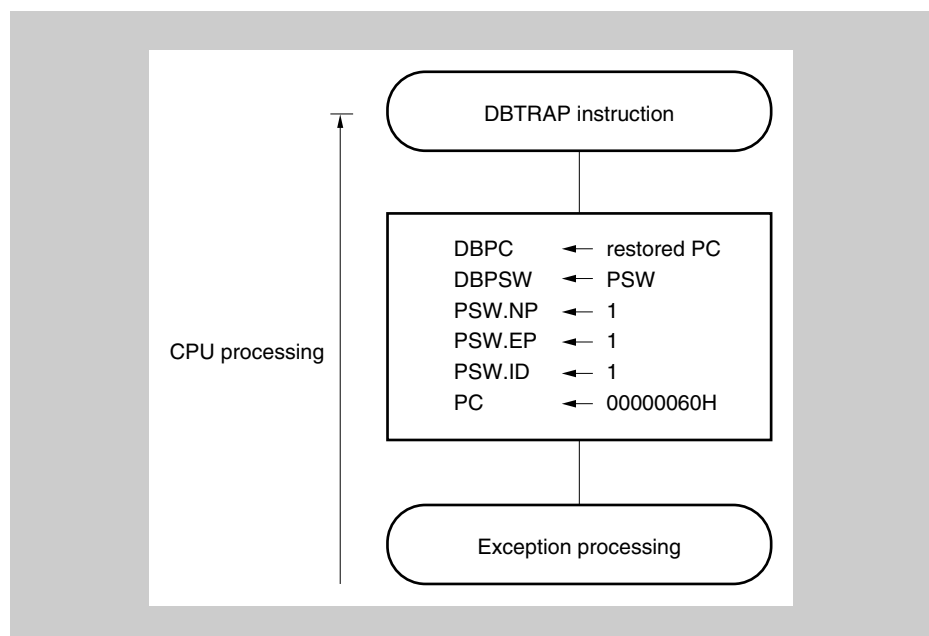 DBTRAP instruction
DBPC ← restored PC
DBPSW ← PSW
PSW.NP ← 1
PSW.EP ← 1
PSW.ID ← 1
PC ← 00000060H
CPU processing
Exception processing